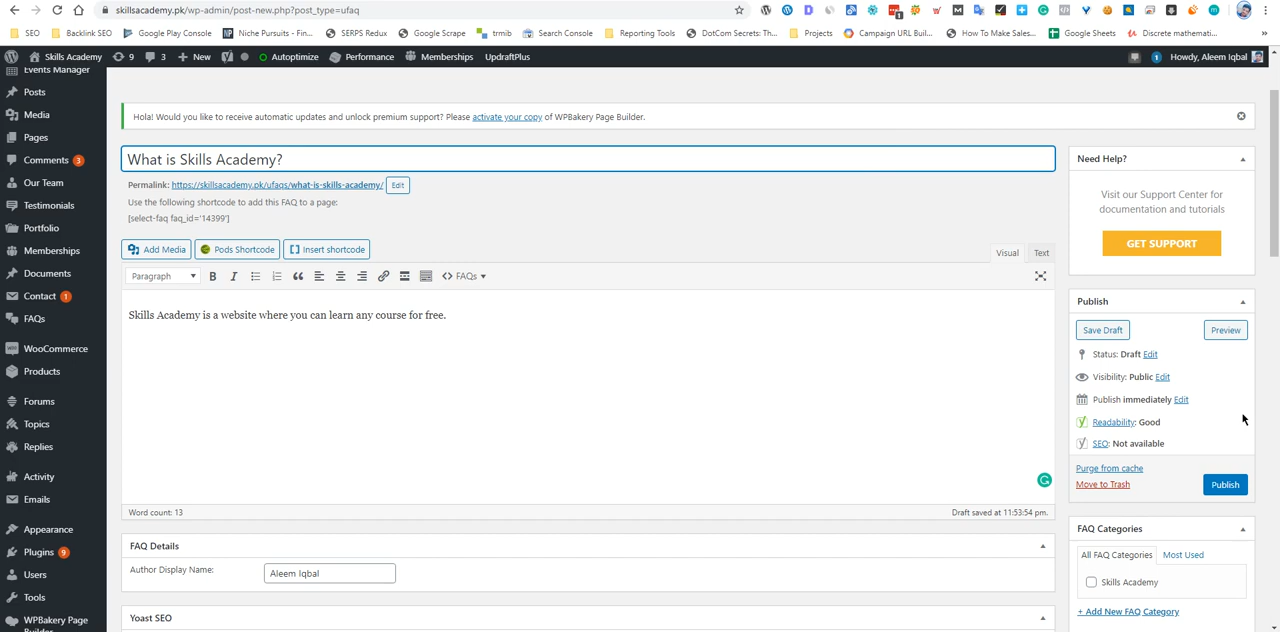 skillsacademy.pk/wp-admin/post-new.php?post_type=ufaq
SEO
Backlink SEO
Google Play Console
Niche Pursuits - Fin...
SERPS Redux
Google Scrape
trmib
Search Console
Reporting Tools
DotCom Secrets: Th...
Projects
Campaign URL Buil...
How To Make Sales...
Google Sheets
Discrete mathemati...
»
Skills Academy
9
3
New
Autoptimize
Performance
Memberships
UpdraftPlus
1
Howdy, Aleem Iqbal
Events Manager
Posts
Media
Pages
Comments 3
Our Team
Testimonials
Portfolio
Memberships
Documents
Contact 1
FAQs
WooCommerce
Products
Forums
Topics
Replies
Activity
Emails
Appearance
Plugins 9
Users
Tools
WPBakery Page
Builder
Hola! Would you like to receive automatic updates and unlock premium support? Please activate your copy of WPBakery Page Builder.
What is Skills Academy?
Permalink: https://skillsacademy.pk/ufaqs/what-is-skills-academy/ Edit
Use the following shortcode to add this FAQ to a page:
[select-faq faq_id='14399']
Add Media
Pods Shortcode
Insert shortcode
Visual
Text
Paragraph
B
I
FAQs
Skills Academy is a website where you can learn any course for free.
Word count: 13
Draft saved at 11:53:54 pm.
FAQ Details
Author Display Name:
Aleem Iqbal
Yoast SEO
Need Help?
Visit our Support Center for
documentation and tutorials
GET SUPPORT
Publish
Save Draft
Preview
Status: Draft Edit
Visibility: Public Edit
Publish immediately Edit
Readability: Good
SEO: Not available
Purge from cache
Move to Trash
Publish
FAQ Categories
All FAQ Categories
Most Used
Skills Academy
+ Add New FAQ Category